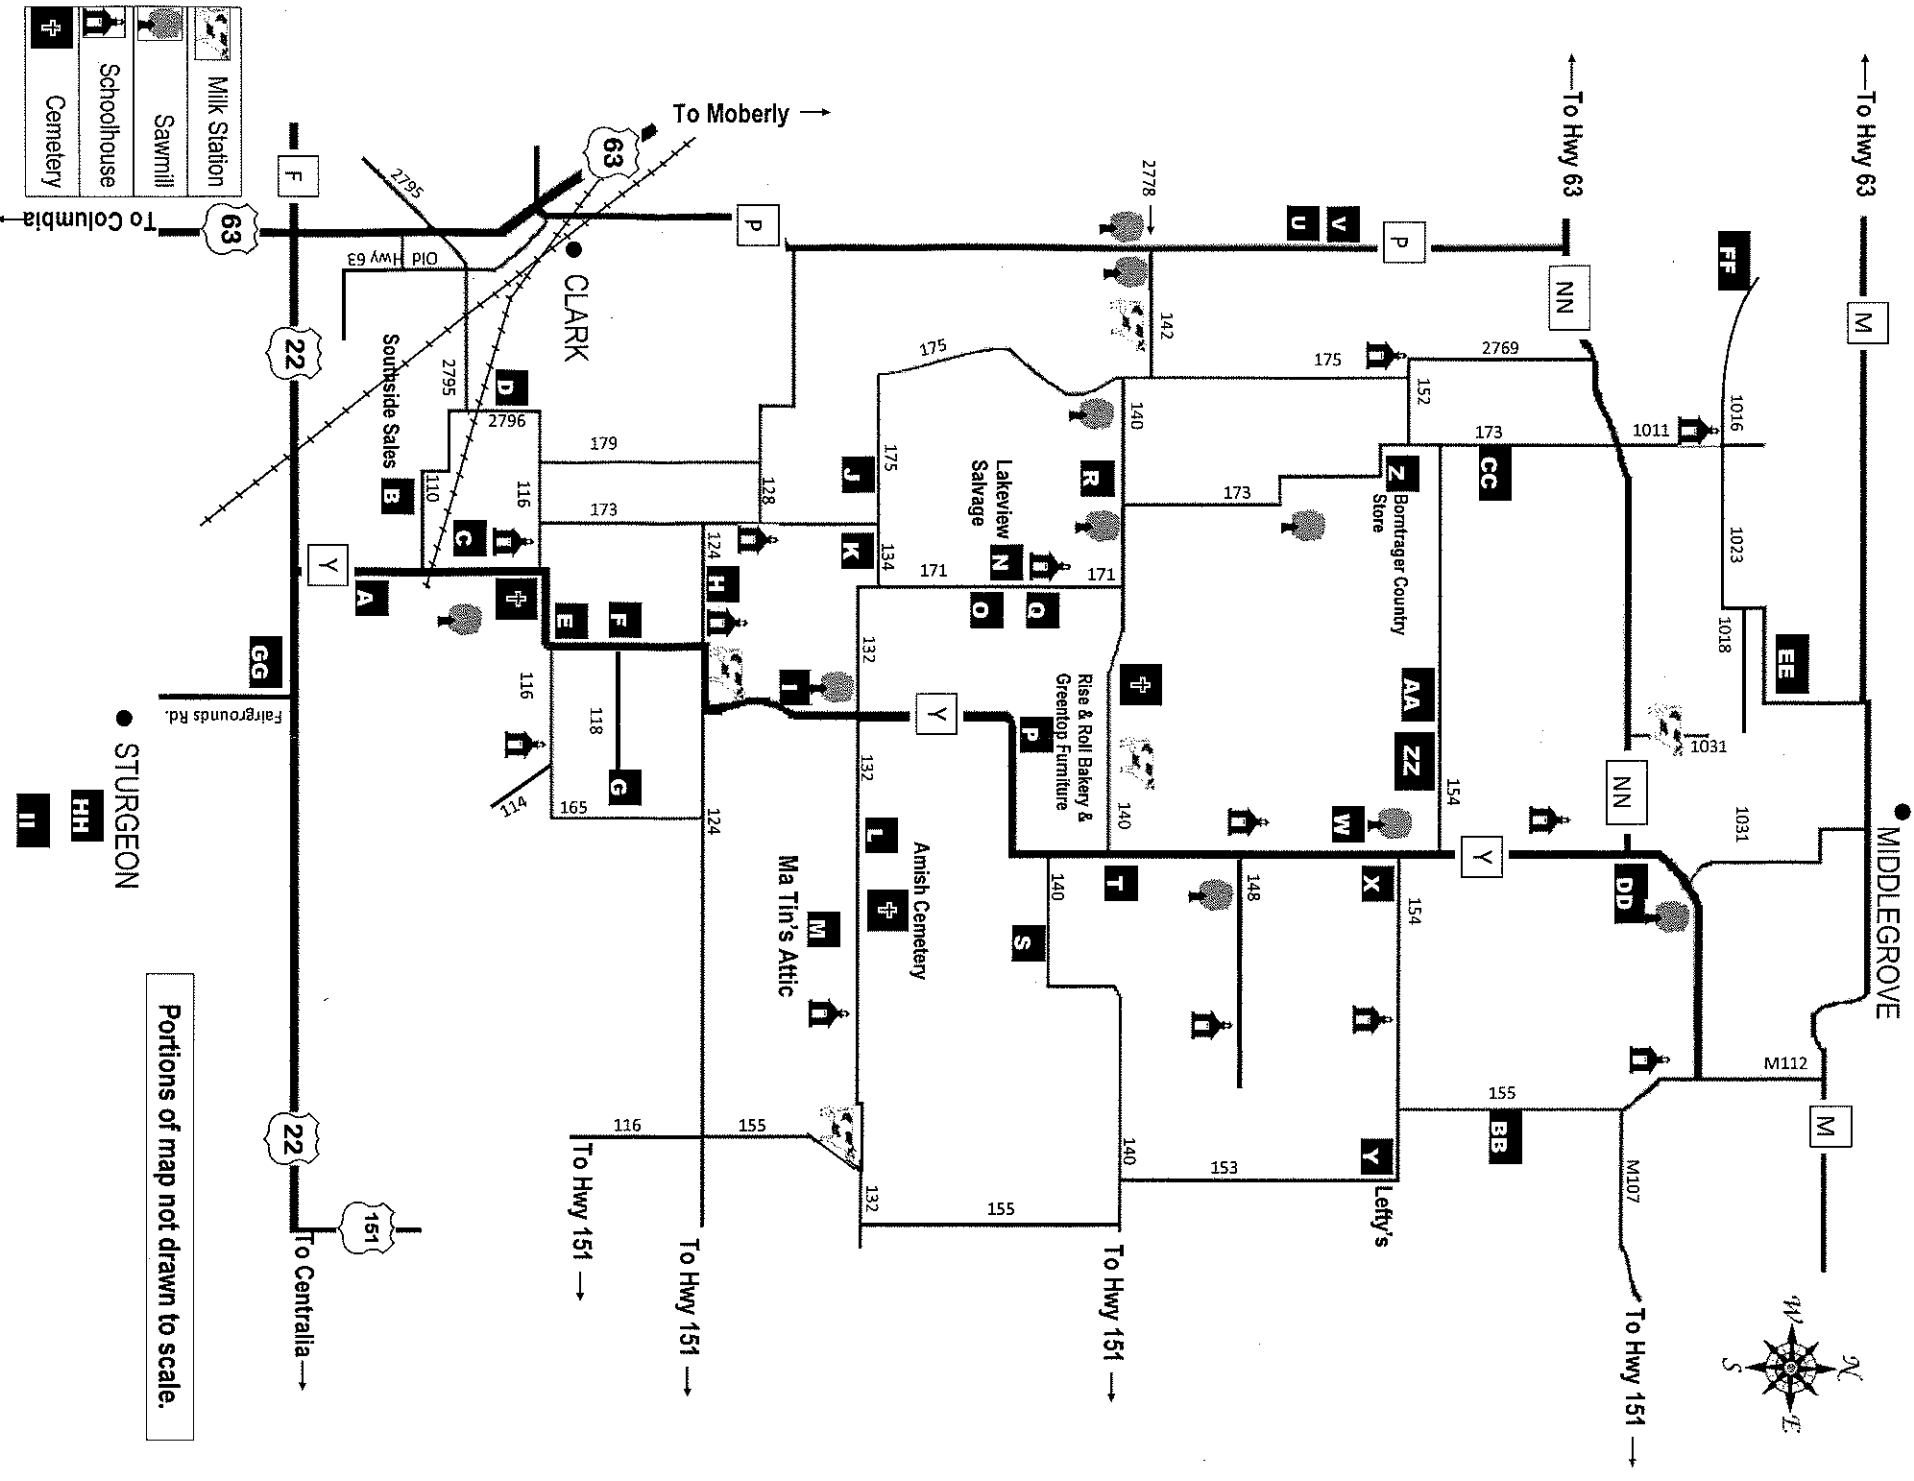 To Hwy 63
M
MIDDLEGROVE
M
To Hwy 63
NN
NN
FF
1016
1023
1018
EE
1031
1031
M112
1011
2769
173
CC
DD
M107
To Hwy 151
152
175
154
Y
155
BB
Z
Borntrager Country
Store
AA
ZZ
W
X
154
Y
Lefty's
153
P
V
U
173
148
2778
142
140
R
140
T
140
To Hwy 151
Lakeview
Salvage
N
171
171
O
Q
Rise & Roll Bakery &
Greentop Furniture
P
140
S
155
175
175
J
K
134
132
Y
132
L
Amish Cemetery
M
Ma Tin's Attic
132
P
128
173
179
124
H
I
124
155
116
To Hwy 151
To Hwy 151
To Moberly
63
CLARK
2795
Old
Hwy 63
2795
D
2796
116
110
C
B
Southside Sales
E
F
G
118
116
165
114
A
Y
F
63
To Columbia
22
22
151
To Centralia
GG
Fairgrounds Rd.
STURGEON
HH
II
Milk Station
Sawmill
Schoolhouse
Cemetery
Portions of map not drawn to scale.
N
W
E
S